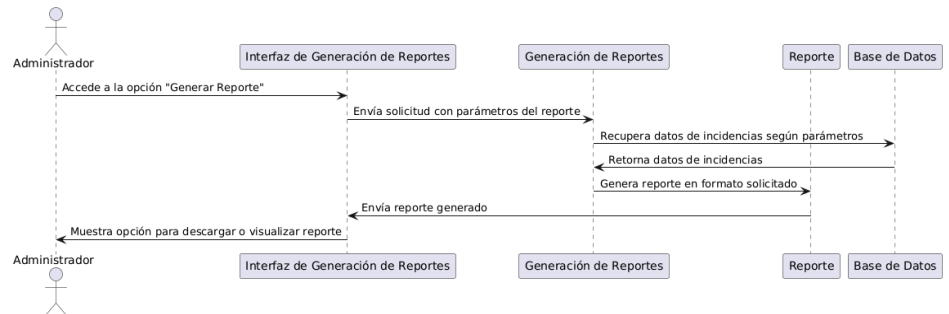 Administrador
Interfaz de Generación de Reportes
Generación de Reportes
Reporte
Base de Datos
Accede a la opción "Generar Reporte"
Envía solicitud con parámetros del reporte
Recupera datos de incidencias según parámetros
Retorna datos de incidencias
Genera reporte en formato solicitado
Envía reporte generado
Muestra opción para descargar o visualizar reporte
Administrador
Interfaz de Generación de Reportes
Generación de Reportes
Reporte
Base de Datos